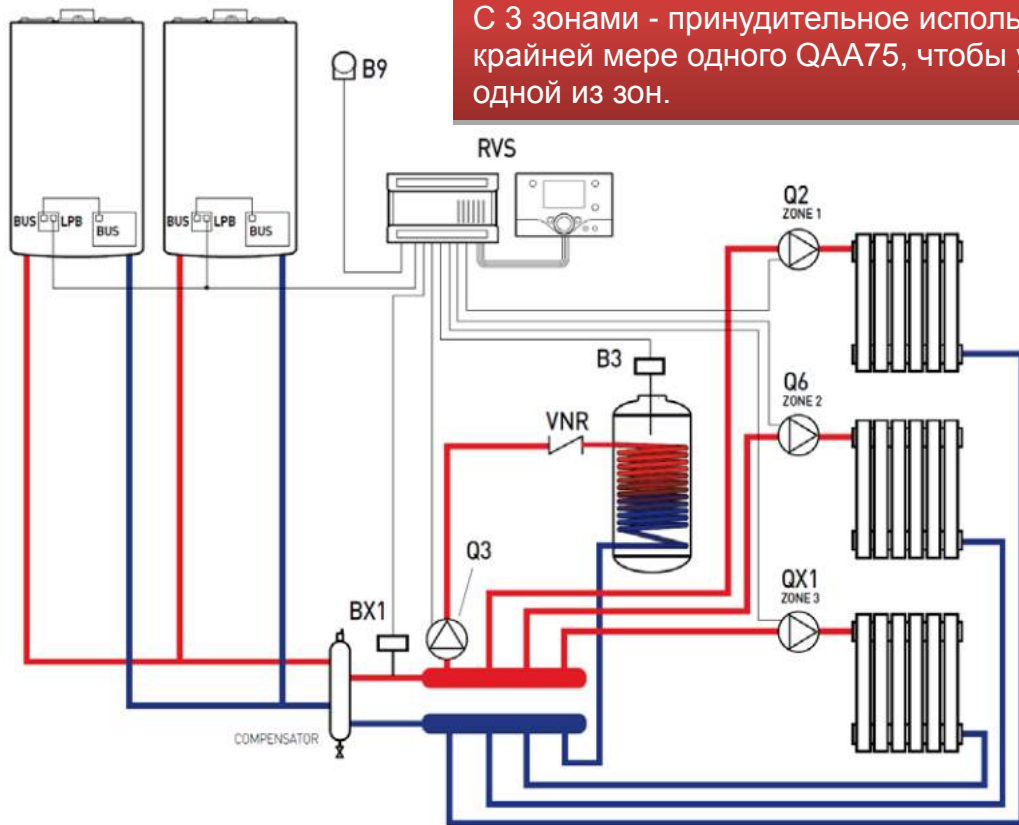 С 3 зонами - принудительное
крайней мере одного QAA75, чтобы
одной из зон.
B9
RVS
Q2
ZONE 1
BUS LPB
BUS
BUS LPB
BUS
B3
Q6
ZONE 2
VNR
Q3
QX1
ZONE 3
BX1
COMPENSATOR